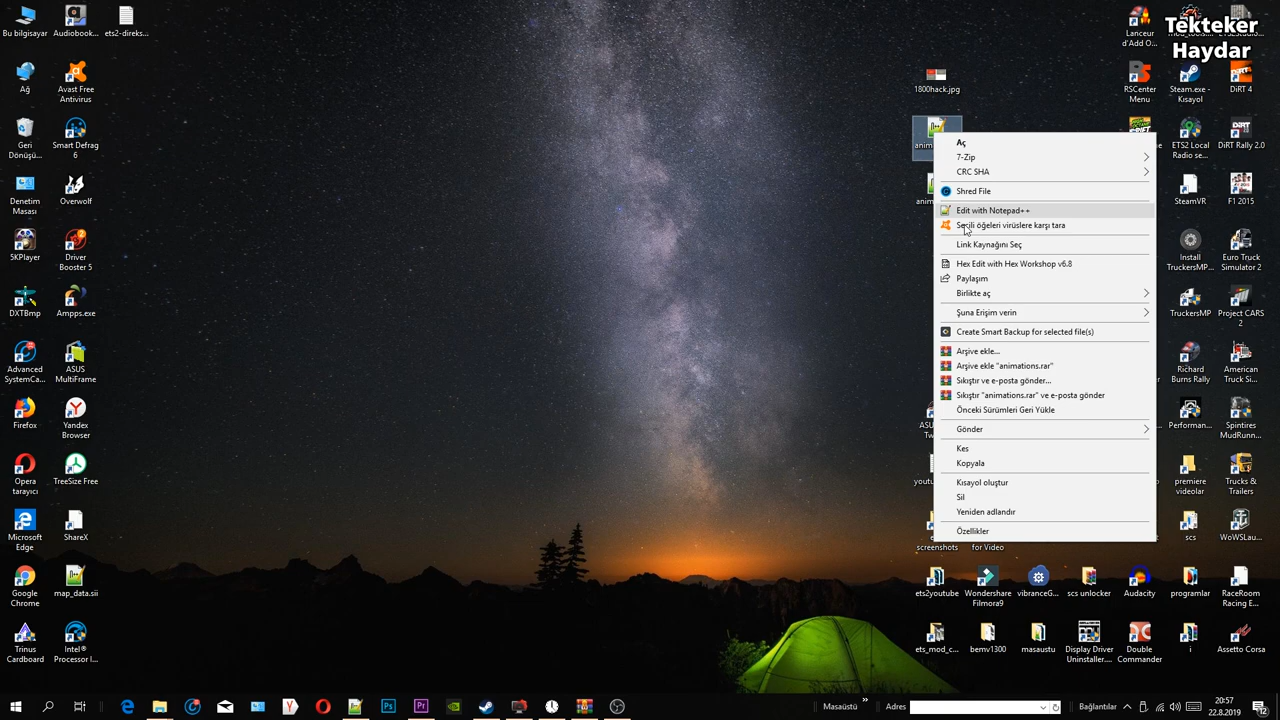 Bu bilgisayar
Audiobook...
ets2-direks...
Ağ
Avast Free
Antivirus
Geri
Dönüşü...
Smart Defrag
6
Denetim
Masası
Overwolf
5KPlayer
Driver
Booster 5
DXTBmp
Ampps.exe
Advanced
SystemCa...
ASUS
MultiFrame
Firefox
Yandex
Browser
Opera
tarayıcı
TreeSize Free
Microsoft
Edge
ShareX
Google
Chrome
map_data.sii
Trinus
Cardboard
Intel®
Processor I...
1800hack.jpg
Aç
7-Zip
CRC SHA
Shred File
Edit with Notepad++
Seçili öğeleri virüslere karşı tara
Link Kaynağını Seç
Hex Edit with Hex Workshop v6.8
Paylaşım
Birlikte aç
Şuna Erişim verin
Create Smart Backup for selected file(s)
Arşive ekle...
Arşive ekle "animations.rar"
Sıkıştır ve e-posta gönder...
Sıkıştır "animations.rar" ve e-posta gönder
Önceki Sürümleri Geri Yükle
Gönder
Kes
Kopyala
Kısayol oluştur
Sil
Yeniden adlandır
Özellikler
screenshots
for Video
Tekteker
Haydar
Lanceur
d'Add O...
RSCenter
Menu
Steam.exe -
Kısayol
DiRT 4
ETS2 Local
Radio se...
DiRT Rally 2.0
SteamVR
F1 2015
Install
TruckersMP...
Euro Truck
Simulator 2
TruckersMP
Project CARS
2
Richard
Burns Rally
American
Truck Si...
Performan...
Spintires
MudRunn...
premiere
videolar
Trucks &
Trailers
scs
WoWSLau...
ets2youtube
Wondershare
Filmora9
vibranceG...
scs unlocker
Audacity
programlar
RaceRoom
Racing E...
ets_mod_c...
bemv1300
masaustu
Display Driver
Uninstaller....
Double
Commander
i
Assetto Corsa
Masaüstü
Adres
Bağlantılar
20:57
22.8.2019
12